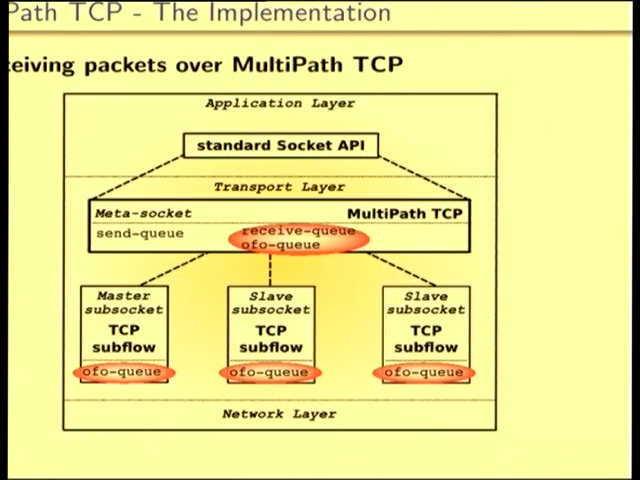 Path TCP - The Implementation
ceiving packets over MultiPath TCP
Application Layer
standard Socket API
Transport Layer
Meta-socket
MultiPath TCP
send-queue
receive-queue
ofo-queue
Master
subsocket
TCP
subflow
ofo-queue
Slave
subsocket
TCP
subflow
ofo-queue
Slave
subsocket
TCP
subflow
ofo-queue
Network Layer